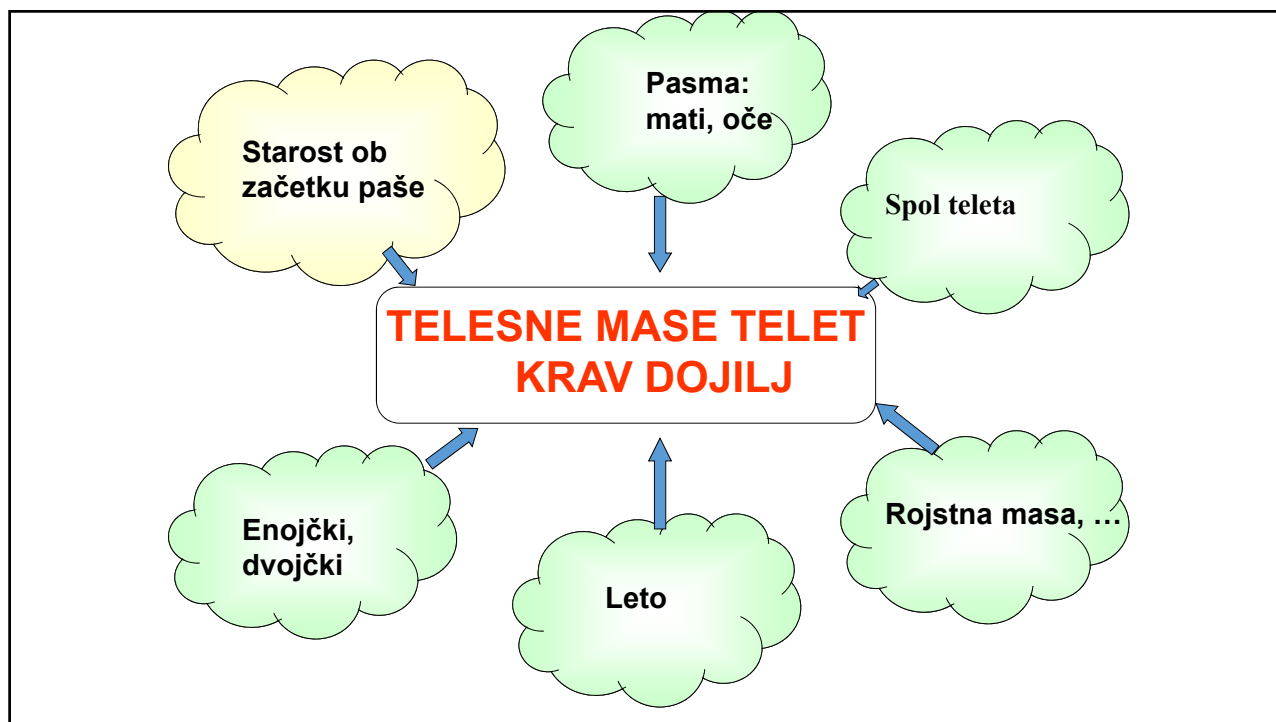 Pasma:
mati, oče
Starost ob
začetku paše
Spol teleta
TELESNE MASE TELET
KRAV DOJILJ
Rojstna masa, …
Enojčki,
dvojčki
Leto